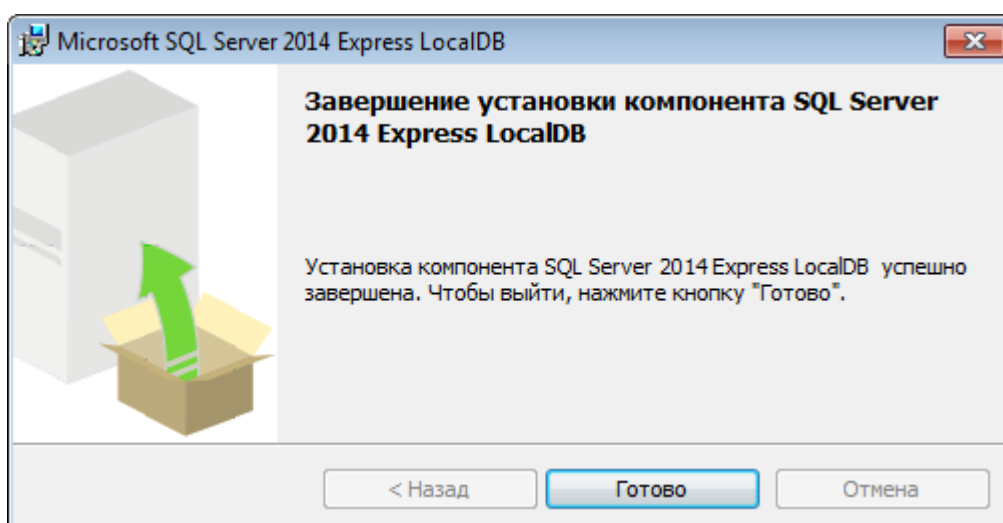 Microsoft SQL Server 2014 Express LocalDB
Завершение установки компонента SQL Server
2014 Express LocalDB
Установка компонента SQL Server 2014 Express LocalDB успешно
завершена. Чтобы выйти, нажмите кнопку "Готово".
< Назад
Готово
Отмена